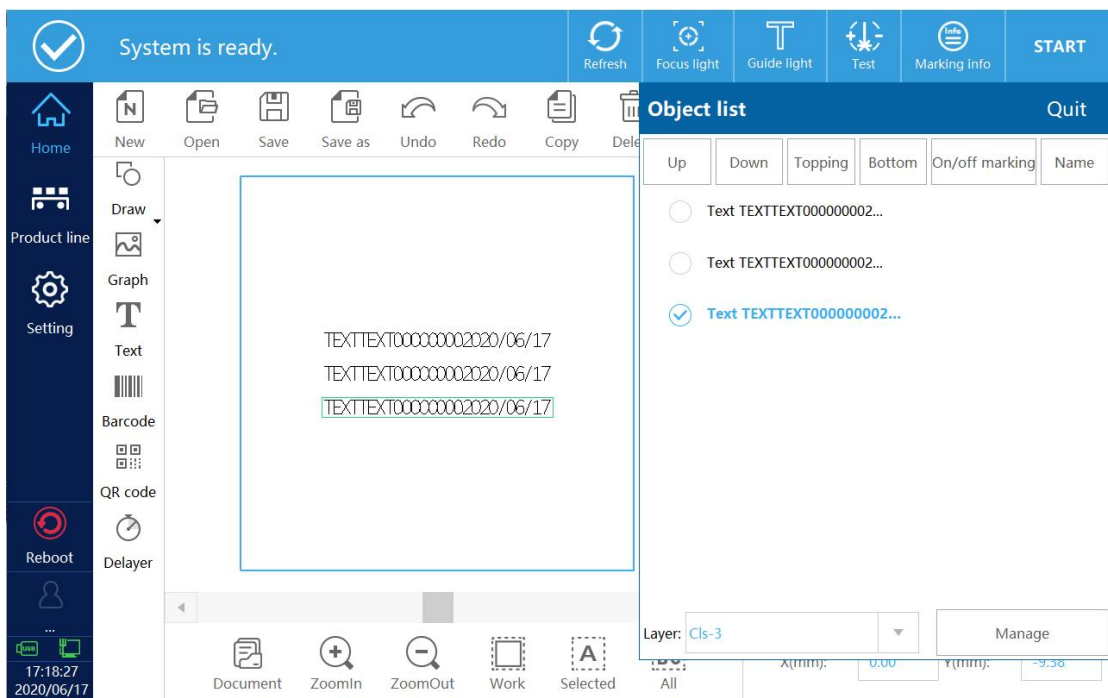 System is ready.
Refresh
Focus light
Guide light
Test
Info
Marking info
START
Home
Product line
Setting
Reboot
...
USB
17:18:27
2020/06/17
N
New
Open
Save
Save as
Undo
Redo
Copy
Dele
Draw
Graph
T
Text
Barcode
QR code
Delayer
TEXTTEXT000000002020/06/17
TEXTTEXT000000002020/06/17
TEXTTEXT000000002020/06/17
Object list
Quit
Up
Down
Topping
Bottom
On/off marking
Name
Text TEXTTEXT000000002...
Text TEXTTEXT000000002...
Text TEXTTEXT000000002...
Layer: Cls-3
Manage
Document
ZoomIn
ZoomOut
Work
A
Selected
All
X(mm): 0.00
Y(mm): -9.58